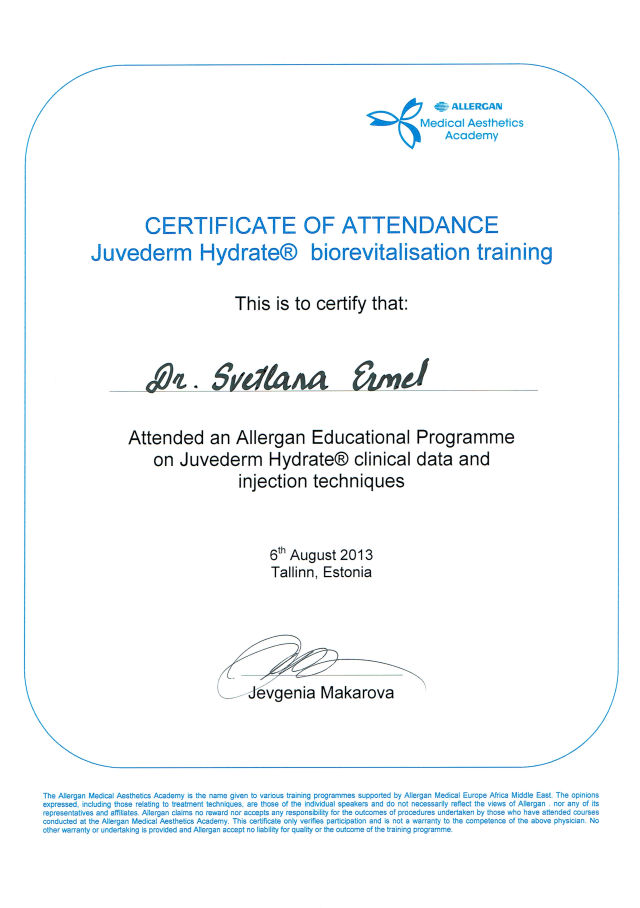 ALLERGAN
Medical Aesthetics
Academy
CERTIFICATE OF ATTENDANCE
Juvederm Hydrate® biorevitalisation training
This is to certify that:
Dr. Svetlana Ermel
Attended an Allergan Educational Programme
on Juvederm Hydrate® clinical data and
injection techniques
6th August 2013
Tallinn, Estonia
Jevgenia Makarova
The Allergan Medical Aesthetics Academy is the name given to various training programmes supported by Allergan Medical Europe Africa Middle East. The opinions
expressed, including those relating to treatment techniques, are those of the individual speakers and do not necessarily reflect the views of Allergan . nor any of its
representatives and affiliates. Allergan claims no reward nor accepts any responsibility for the outcomes of procedures undertaken by those who have attended courses
conducted at the Allergan Medical Aesthetics Academy. This certificate only verifies participation and is not a warranty to the competence of the above physician. No
other warranty or undertaking is provided and Allergan accept no liability for quality or the outcome of the training programme.